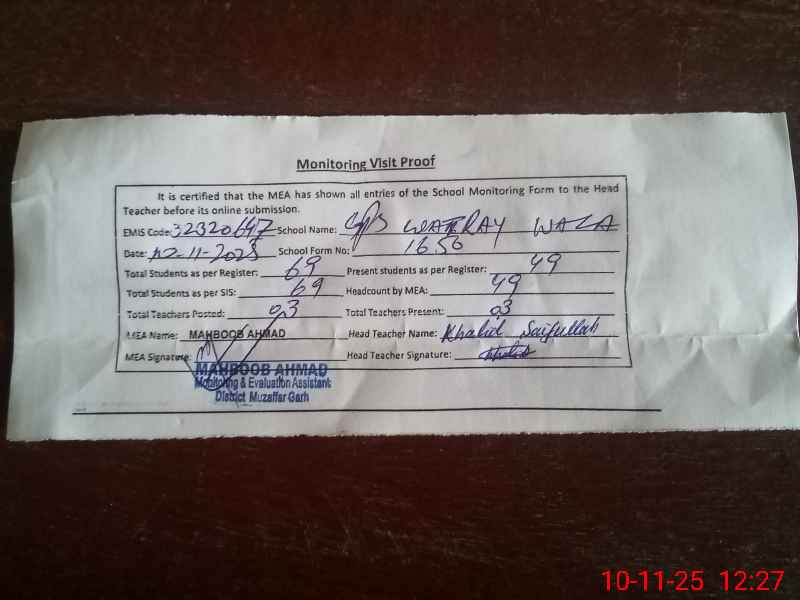 Monitoring Visit Proof
It is certified that the MEA has shown all entries of the School Monitoring Form to the Head
Teacher before its online submission.
EMIS Code: 32320647 School Name: GPS WATRAY WALA
Date: 12-11-2025 School Form No: 1650
Total Students as per Register: 69 Present students as per Register: 49
Total Students as per SIS: 69 Headcount by MEA: 49
Total Teachers Posted: 03 Total Teachers Present: 03
MEA Name: MAHBOOB AHMAD Head Teacher Name: Khalid Saifullah
MEA Signature: Head Teacher Signature: Khalid
MAHBOOB AHMAD
Monitoring & Evaluation Assistant
District Muzaffar Garh
10-11-25 12:27